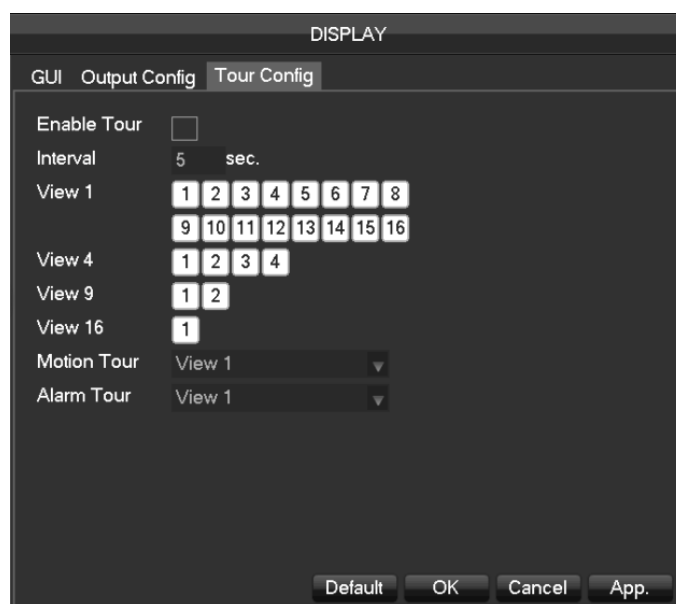 DISPLAY
GUI Output Config Tour Config
Enable Tour
Interval 5 sec.
View 1 1 2 3 4 5 6 7 8
9 10 11 12 13 14 15 16
View 4 1 2 3 4
View 9 1 2
View 16 1
Motion Tour View 1
Alarm Tour View 1
Default OK Cancel App.